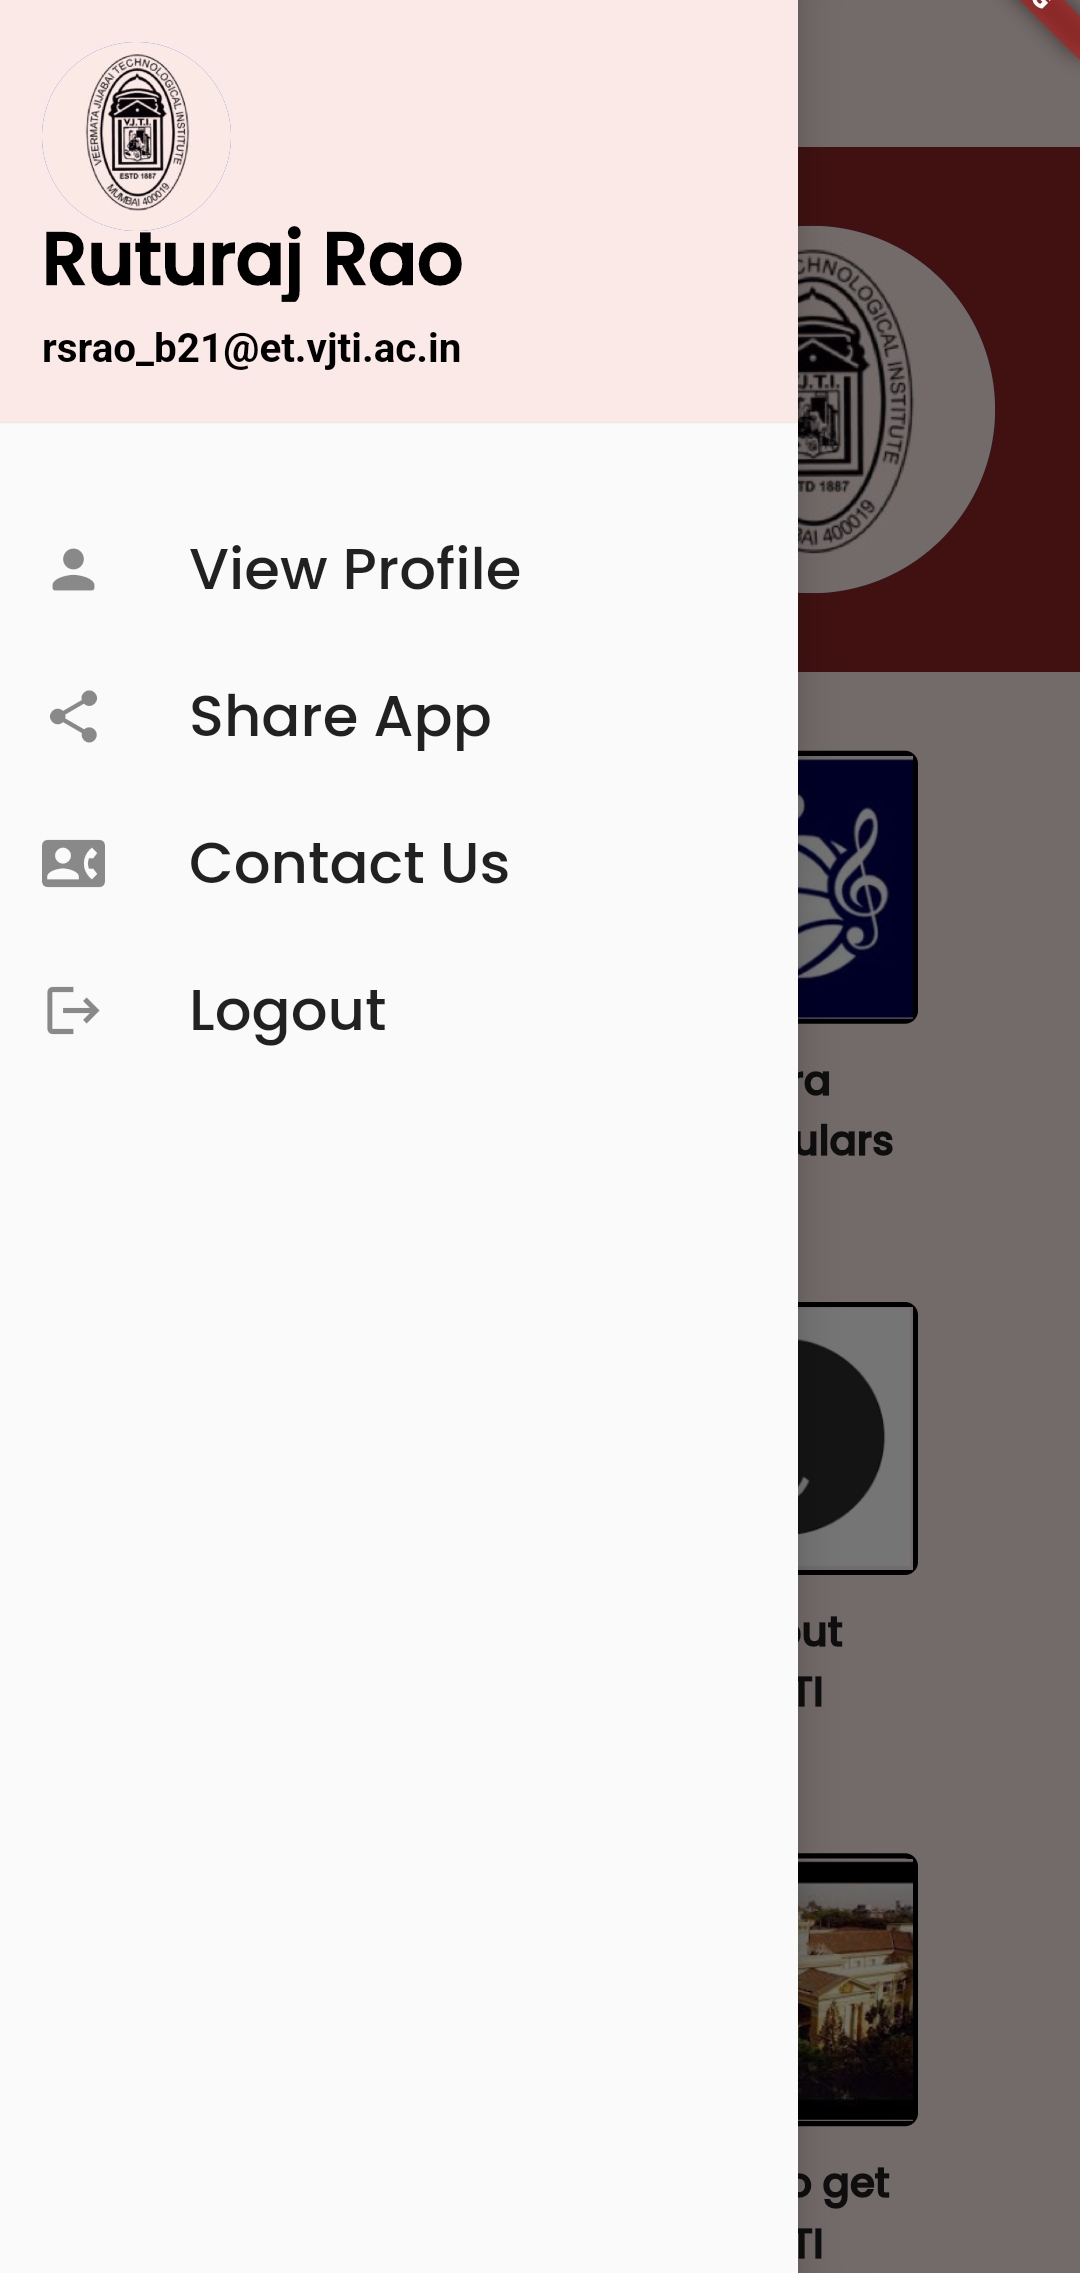 VEERMATA JIJABAI TECHNOLOGICAL INSTITUTE
V.J.T.I.
ESTD 1887
MUMBAI 400019
Ruturaj Rao
rsrao_b21@et.vjti.ac.in
View Profile
Share App
Contact Us
Logout
CHNOLOGICAL INSTITUTE
J.T.I.
TD 1887
AI 400019
ra
ulars
out
TI
o get
TI